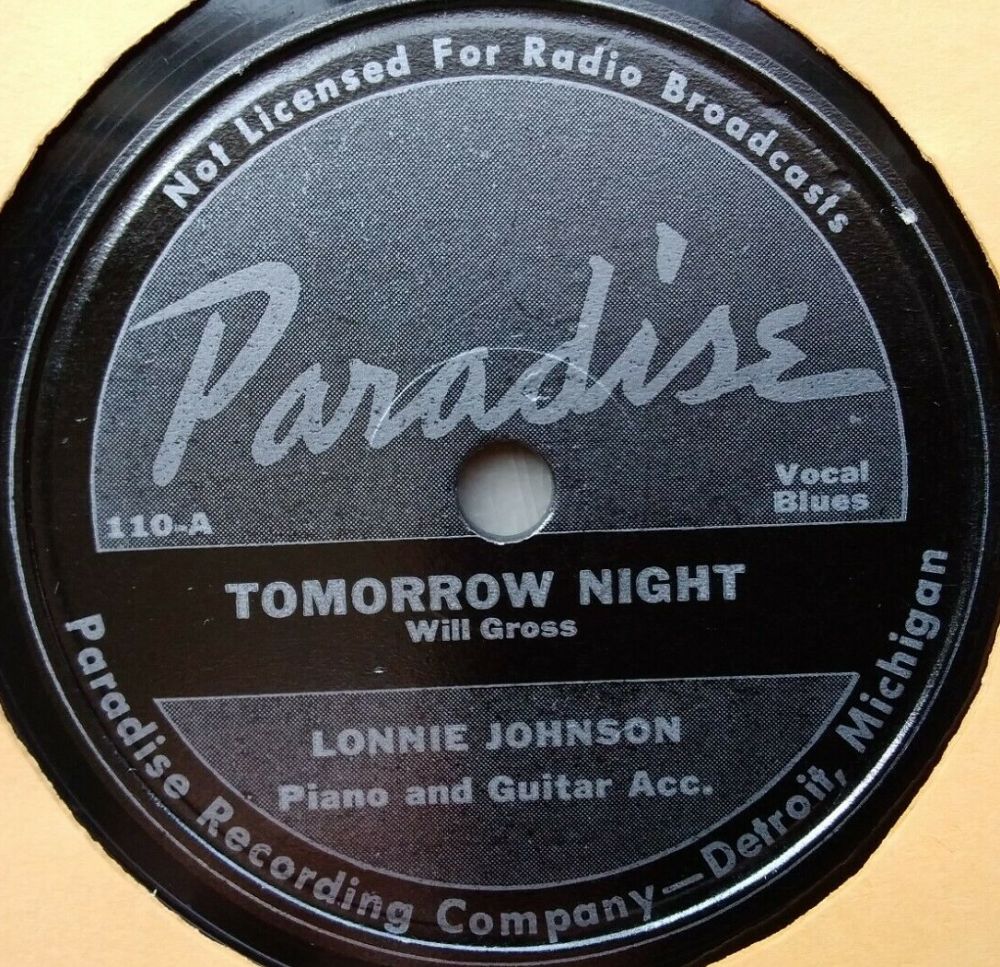 Not Licensed For Radio Broadcasts
Paradise
Vocal
Blues
110-A
TOMORROW NIGHT
Will Gross
LONNIE JOHNSON
Piano and Guitar Acc.
Paradise Recording Company—Detroit, Michigan